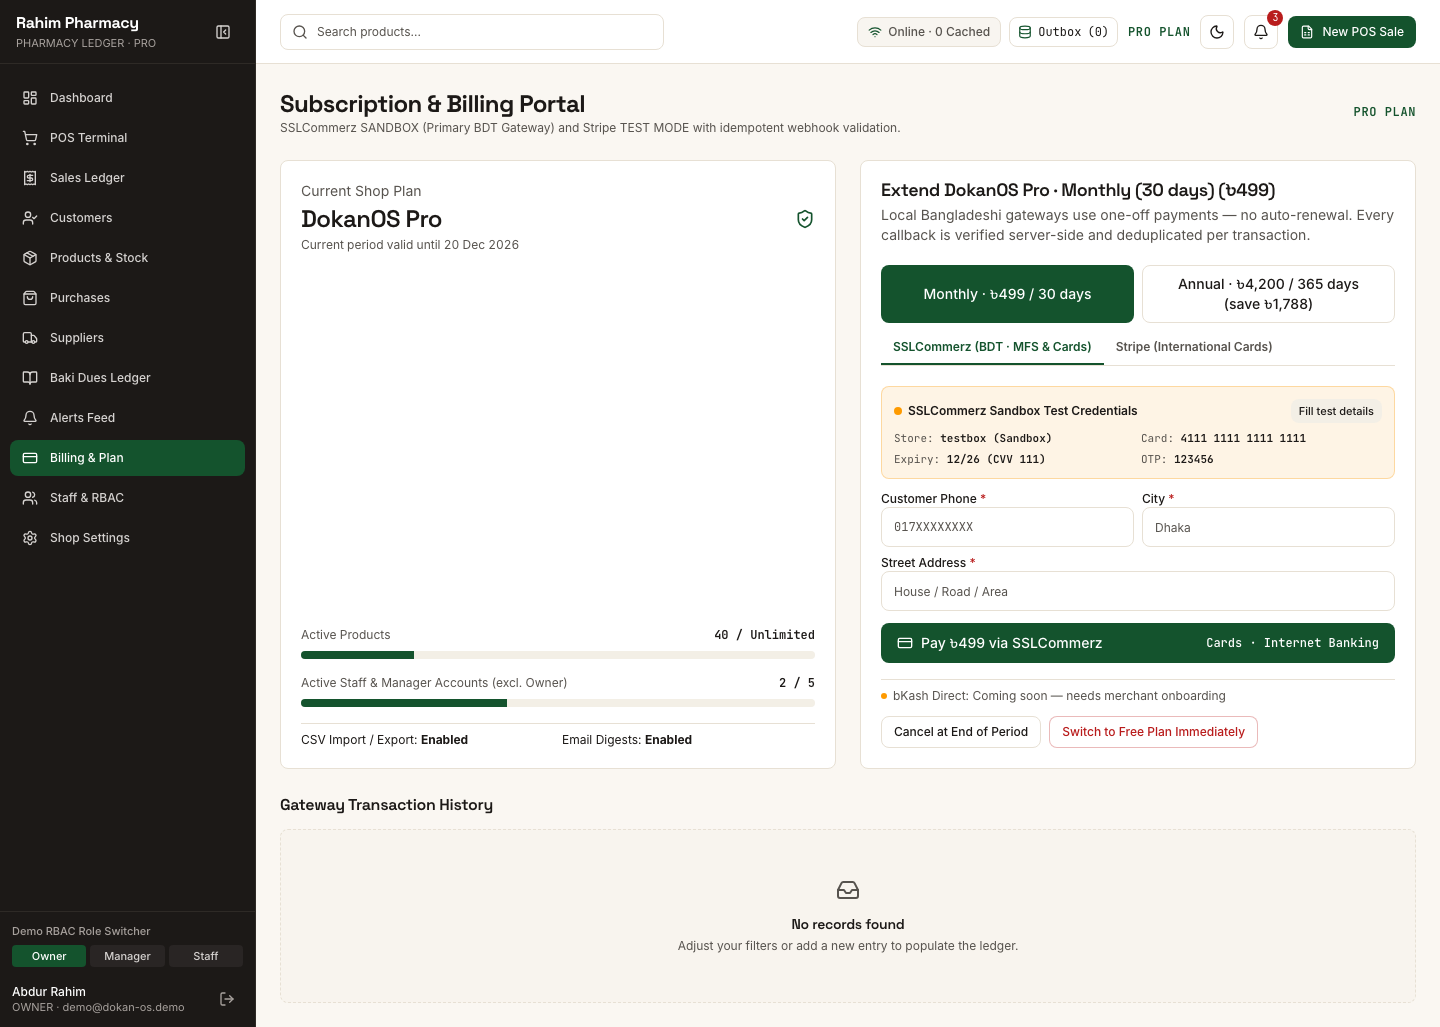 Rahim Pharmacy
PHARMACY LEDGER · PRO
Dashboard
POS Terminal
Sales Ledger
Customers
Products & Stock
Purchases
Suppliers
Baki Dues Ledger
Alerts Feed
Billing & Plan
Staff & RBAC
Shop Settings
Demo RBAC Role Switcher
Owner Manager Staff
Abdur Rahim
OWNER · demo@dokan-os.demo
Search products...
Online · 0 Cached
Outbox (0)
PRO PLAN
3
New POS Sale
Subscription & Billing Portal
SSLCommerz SANDBOX (Primary BDT Gateway) and Stripe TEST MODE with idempotent webhook validation.
PRO PLAN
Current Shop Plan
DokanOS Pro
Current period valid until 20 Dec 2026
Active Products 40 / Unlimited
Active Staff & Manager Accounts (excl. Owner) 2 / 5
CSV Import / Export: Enabled Email Digests: Enabled
Extend DokanOS Pro · Monthly (30 days) (৳499)
Local Bangladeshi gateways use one-off payments — no auto-renewal. Every
callback is verified server-side and deduplicated per transaction.
Monthly · ৳499 / 30 days
Annual · ৳4,200 / 365 days
(save ৳1,788)
SSLCommerz (BDT · MFS & Cards) Stripe (International Cards)
SSLCommerz Sandbox Test Credentials Fill test details
Store: testbox (Sandbox) Card: 4111 1111 1111 1111
Expiry: 12/26 (CVV 111) OTP: 123456
Customer Phone * City *
017XXXXXXXX Dhaka
Street Address *
House / Road / Area
Pay ৳499 via SSLCommerz Cards · Internet Banking
bKash Direct: Coming soon — needs merchant onboarding
Cancel at End of Period Switch to Free Plan Immediately
Gateway Transaction History
No records found
Adjust your filters or add a new entry to populate the ledger.